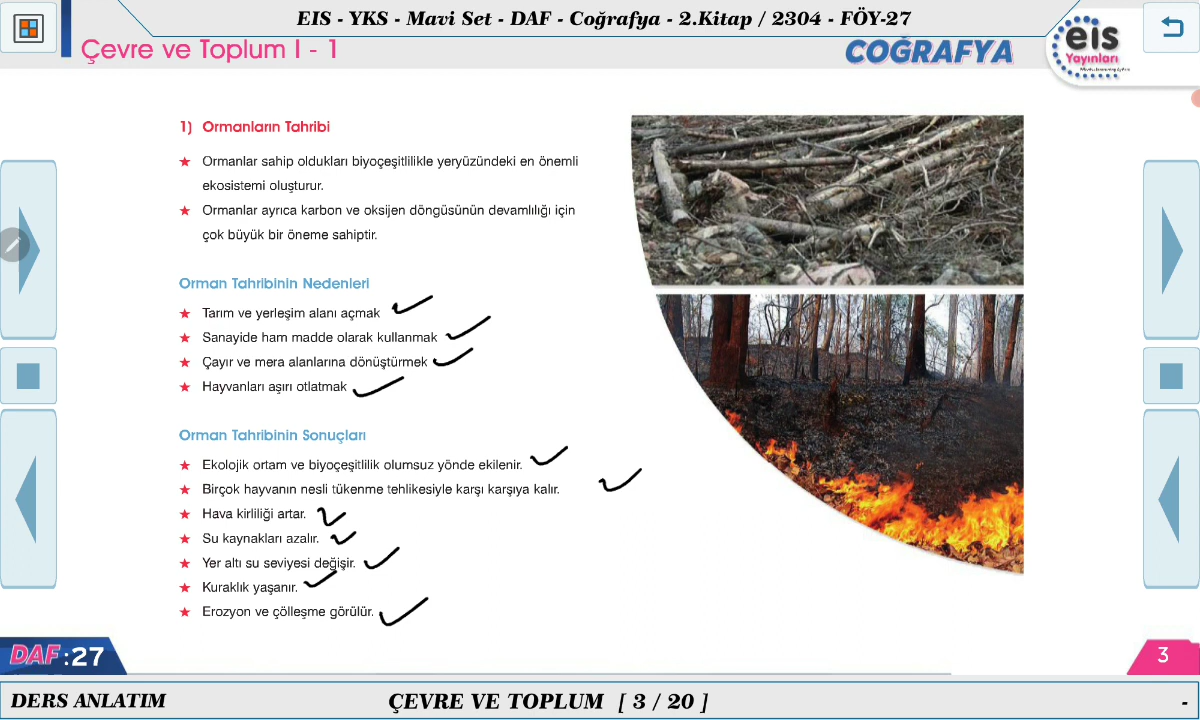 EIS - YKS - Mavi Set - DAF - Coğrafya - 2.Kitap / 2304 - FÖY-27
Çevre ve Toplum I - 1
COĞRAFYA
eis
Yayınları
1) Ormanların Tahribi
★ Ormanlar sahip oldukları biyoçeşitlilikle yeryüzündeki en önemli
ekosistemi oluşturur.
★ Ormanlar ayrıca karbon ve oksijen döngüsünün devamlılığı için
çok büyük bir öneme sahiptir.
Orman Tahribinin Nedenleri
★ Tarım ve yerleşim alanı açmak
★ Sanayide ham madde olarak kullanmak
★ Çayır ve mera alanlarına dönüştürmek
★ Hayvanları aşırı otlatmak
Orman Tahribinin Sonuçları
★ Ekolojik ortam ve biyoçeşitlilik olumsuz yönde ekilenir.
★ Birçok hayvanın nesli tükenme tehlikesiyle karşı karşıya kalır.
★ Hava kirliliği artar.
★ Su kaynakları azalır.
★ Yer altı su seviyesi değişir.
★ Kuraklık yaşanır.
★ Erozyon ve çölleşme görülür.
DAF:27
3
DERS ANLATIM ÇEVRE VE TOPLUM [ 3 / 20 ] -